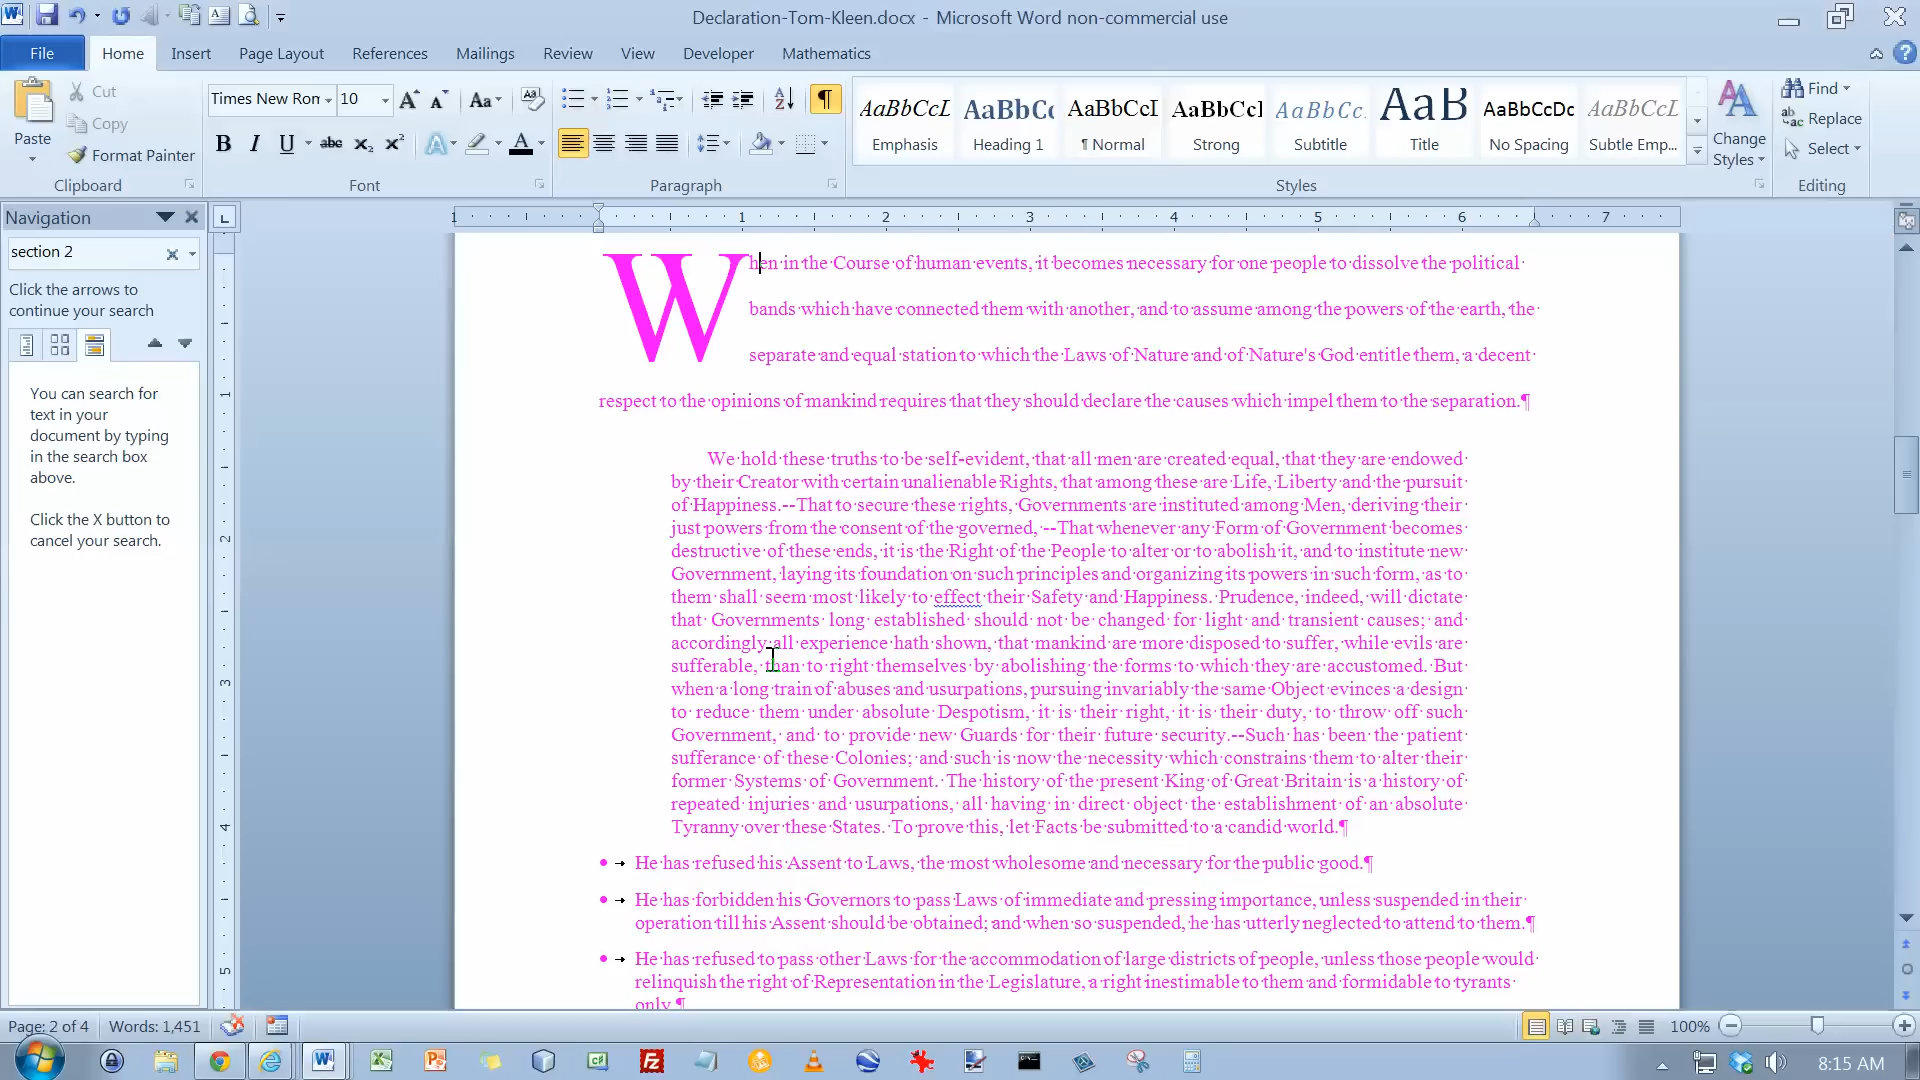 Declaration-Tom-Kleen.docx - Microsoft Word non-commercial use
File Home Insert Page Layout References Mailings Review View Developer Mathematics
Paste
Cut
Copy
Format Painter
Clipboard
Times New Rom 10
Font
Paragraph
AaBbCcL AaBbCc AaBbCcI AaBbCcI AaBbCc. AaB AaBbCcDc AaBbCcL
Emphasis Heading 1 ¶ Normal Strong Subtitle Title No Spacing Subtle Emp...
Styles
Change
Styles
Find
Replace
Select
Editing
Navigation
section 2
Click the arrows to
continue your search
You can search for
text in your
document by typing
in the search box
above.
Click the X button to
cancel your search.
1 1 2 3 4 5 6 7
When in the Course of human events, it becomes necessary for one people to dissolve the political
bands which have connected them with another, and to assume among the powers of the earth, the
separate and equal station to which the Laws of Nature and of Nature's God entitle them, a decent
respect to the opinions of mankind requires that they should declare the causes which impel them to the separation.¶
We hold these truths to be self-evident, that all men are created equal, that they are endowed
by their Creator with certain unalienable Rights, that among these are Life, Liberty and the pursuit
of Happiness.--That to secure these rights, Governments are instituted among Men, deriving their
just powers from the consent of the governed, --That whenever any Form of Government becomes
destructive of these ends, it is the Right of the People to alter or to abolish it, and to institute new
Government, laying its foundation on such principles and organizing its powers in such form, as to
them shall seem most likely to effect their Safety and Happiness. Prudence, indeed, will dictate
that Governments long established should not be changed for light and transient causes; and
accordingly all experience hath shown, that mankind are more disposed to suffer, while evils are
sufferable, than to right themselves by abolishing the forms to which they are accustomed. But
when a long train of abuses and usurpations, pursuing invariably the same Object evinces a design
to reduce them under absolute Despotism, it is their right, it is their duty, to throw off such
Government, and to provide new Guards for their future security.--Such has been the patient
sufferance of these Colonies; and such is now the necessity which constrains them to alter their
former Systems of Government. The history of the present King of Great Britain is a history of
repeated injuries and usurpations, all having in direct object the establishment of an absolute
Tyranny over these States. To prove this, let Facts be submitted to a candid world.¶
• He has refused his Assent to Laws, the most wholesome and necessary for the public good.¶
• He has forbidden his Governors to pass Laws of immediate and pressing importance, unless suspended in their
operation till his Assent should be obtained; and when so suspended, he has utterly neglected to attend to them.¶
• He has refused to pass other Laws for the accommodation of large districts of people, unless those people would
relinquish the right of Representation in the Legislature, a right inestimable to them and formidable to tyrants
only.¶
1
2
3
4
5
Page: 2 of 4 Words: 1,451 100%
8:15 AM